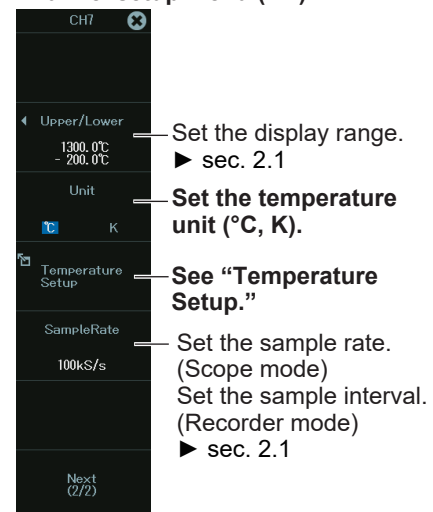 CH7
Upper/Lower
1300.0℃
- 200.0℃
Unit
℃ K
Temperature
Setup
SampleRate
100kS/s
Next
(2/2)
Set the display range.
► sec. 2.1
Set the temperature
unit (°C, K).
See “Temperature
Setup.”
Set the sample rate.
(Scope mode)
Set the sample interval.
(Recorder mode)
► sec. 2.1